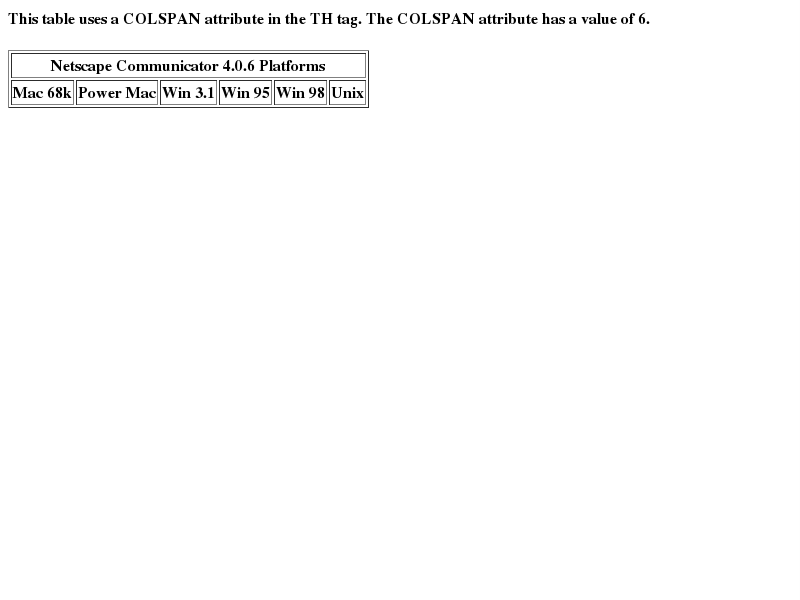 This table uses a COLSPAN attribute in the TH tag. The COLSPAN attribute has a value of 6.
Netscape Communicator 4.0.6 Platforms
Mac 68k Power Mac Win 3.1 Win 95 Win 98 Unix